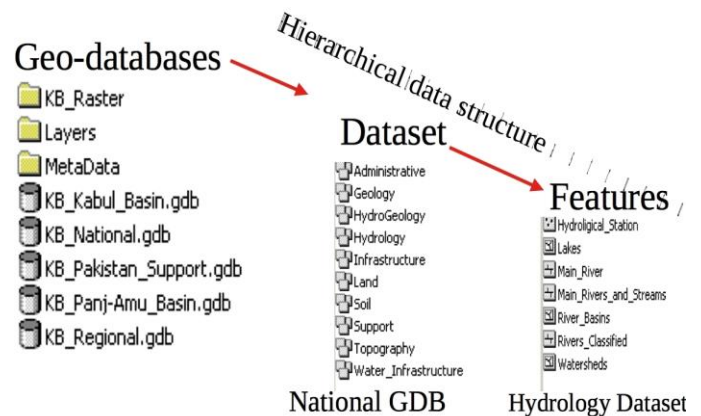 Hierarchical data structure
Geo-databases
KB_Raster
Layers
MetaData
KB_Kabul_Basin.gdb
KB_National.gdb
KB_Pakistan_Support.gdb
KB_Panj-Amu_Basin.gdb
KB_Regional.gdb
Dataset
Administrative
Geology
HydroGeology
Hydrology
Infrastructure
Land
Soil
Support
Topography
Water_Infrastructure
National GDB
Features
Hydroligical_Station
Lakes
Main_River
Main_Rivers_and_Streams
River_Basins
Rivers_Classified
Watersheds
Hydrology Dataset